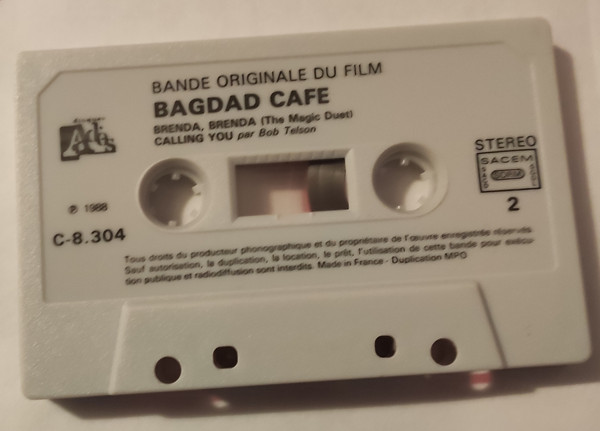 BANDE ORIGINALE DU FILM
BAGDAD CAFE
BRENDA, BRENDA (The Magic Duet)
CALLING YOU par Bob Telson
STEREO
SACEM
SACD SDRM SGDL
2
℗ 1988
C-8.304
Tous droits du producteur phonographique et du propriétaire de l'œuvre enregistrée réservés.
Sauf autorisation, la duplication, la location, le prêt, l'utilisation de cette bande pour exécu-
tion publique et radiodiffusion sont interdits. Made in France - Duplication MPO